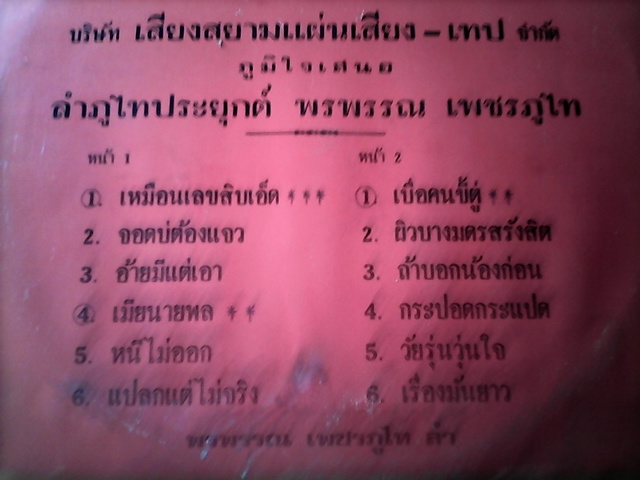 บริษัท เสียงสยามแผ่นเสียง – เทป จำกัด
ภูมิใจเสนอ
ลำภูไทประยุกต์ พรพรรณ เพชรภูไท
หน้า 1
หน้า 2
1. เหมือนเลขสิบเอ็ด ***
2. จอดบ่ต้องแจว
3. อ้ายมีแต่เอา
4. เมียนายพล **
5. หนีไม่ออก
6. แปลกแต่ไม่จริง
1. เบื่อคนขี้ตู่ **
2. ผิวบางมดรสรังสิต
3. ถ้าบอกน้องก่อน
4. กระปอดกระแปด
5. วัยรุ่นวุ่นใจ
6. เรื่องมันยาว
พรพรรณ เพชรภูไท ลำ